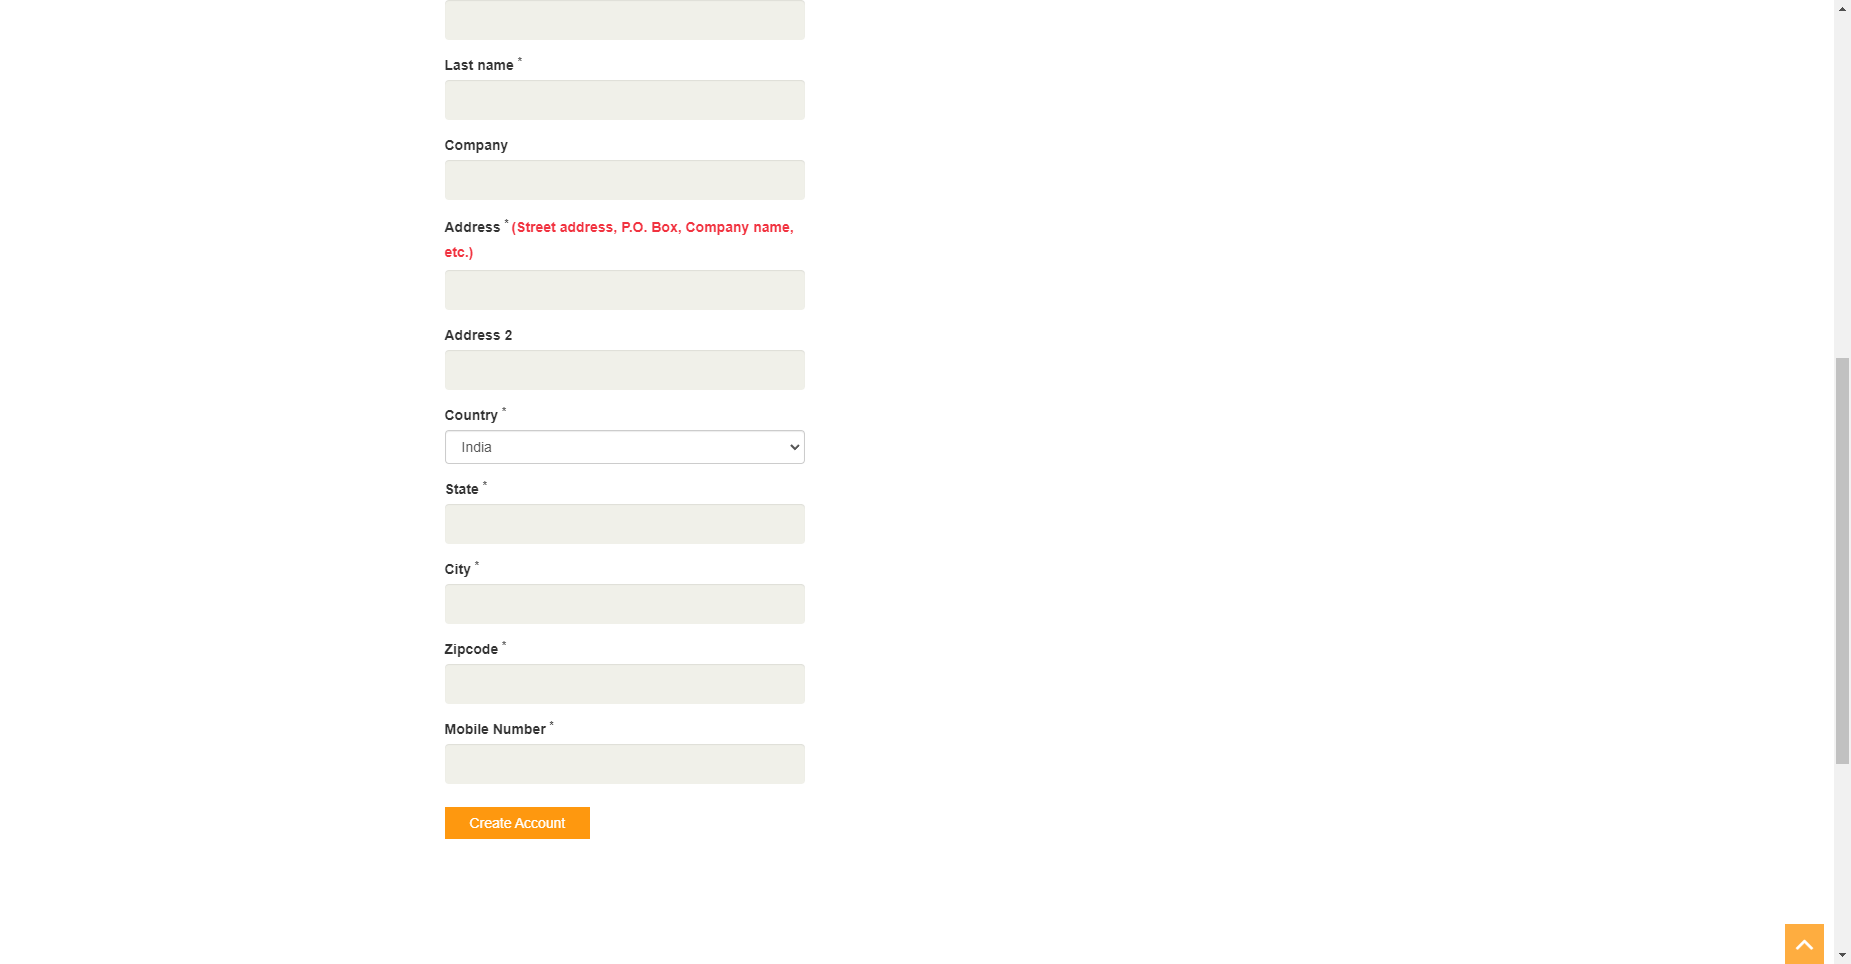 Last name *
Company
Address * (Street address, P.O. Box, Company name,
etc.)
Address 2
Country *
India
State *
City *
Zipcode *
Mobile Number *
Create Account